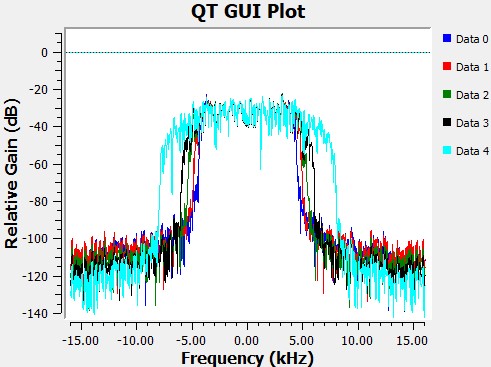 QT GUI Plot
Relative Gain (dB)
0
-20
-40
-60
-80
-100
-120
-140
-15.00 -10.00 -5.00 0.00 5.00 10.00 15.00
Frequency (kHz)
Data 0
Data 1
Data 2
Data 3
Data 4